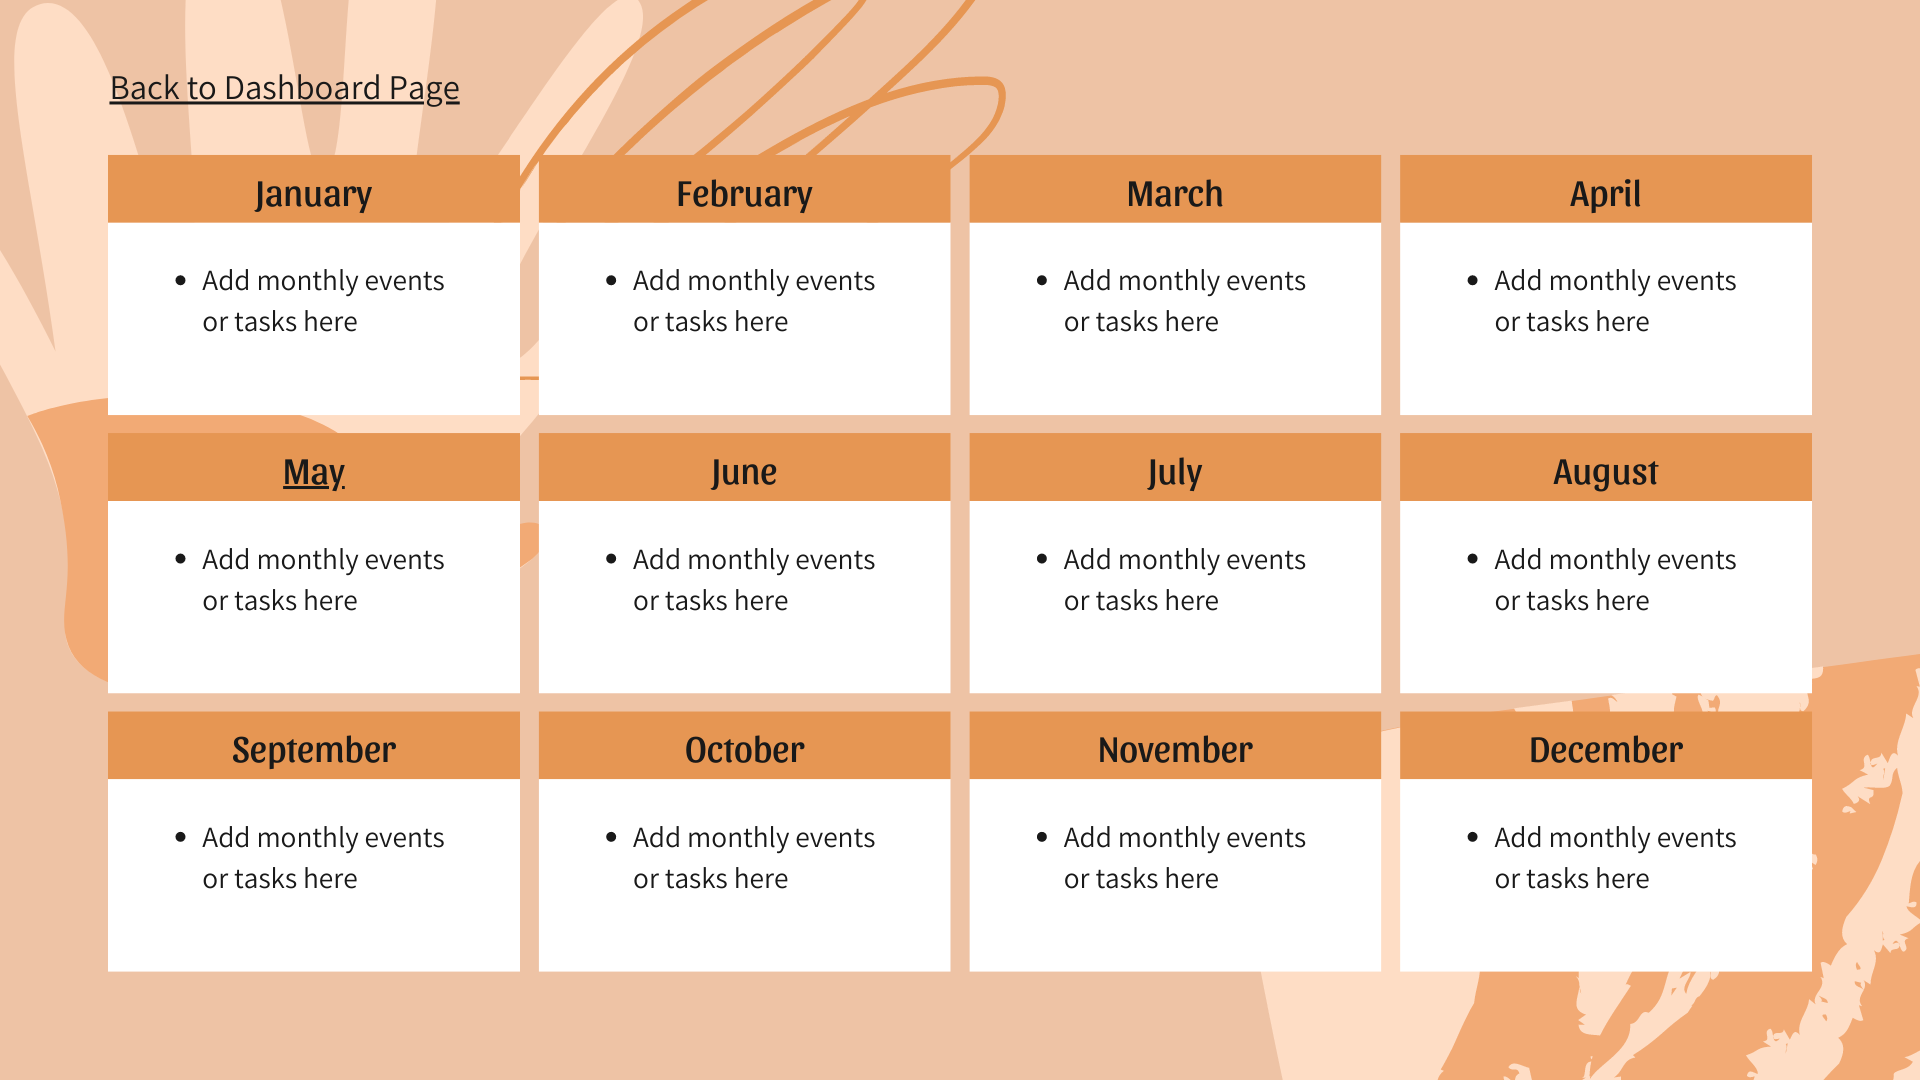 Back to Dashboard Page
January
• Add monthly events
or tasks here
February
• Add monthly events
or tasks here
March
• Add monthly events
or tasks here
April
• Add monthly events
or tasks here
May
• Add monthly events
or tasks here
June
• Add monthly events
or tasks here
July
• Add monthly events
or tasks here
August
• Add monthly events
or tasks here
September
• Add monthly events
or tasks here
October
• Add monthly events
or tasks here
November
• Add monthly events
or tasks here
December
• Add monthly events
or tasks here